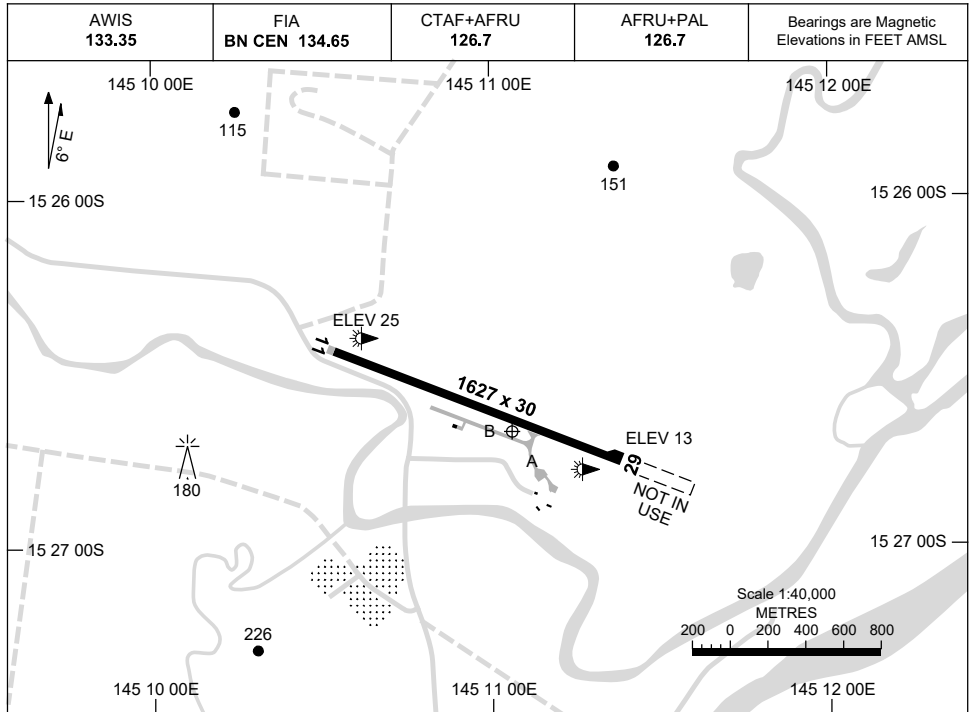 AWIS
133.35
FIA
BN CEN 134.65
CTAF+AFRU
126.7
AFRU+PAL
126.7
Bearings are Magnetic
Elevations in FEET AMSL
145 10 00E
145 11 00E
145 12 00E
6° E
115
151
15 26 00S
15 26 00S
ELEV 25
11
1627 x 30
B
ELEV 13
A
29
NOT IN
USE
180
15 27 00S
15 27 00S
Scale 1:40,000
METRES
200 0 200 400 600 800
226
145 10 00E
145 11 00E
145 12 00E